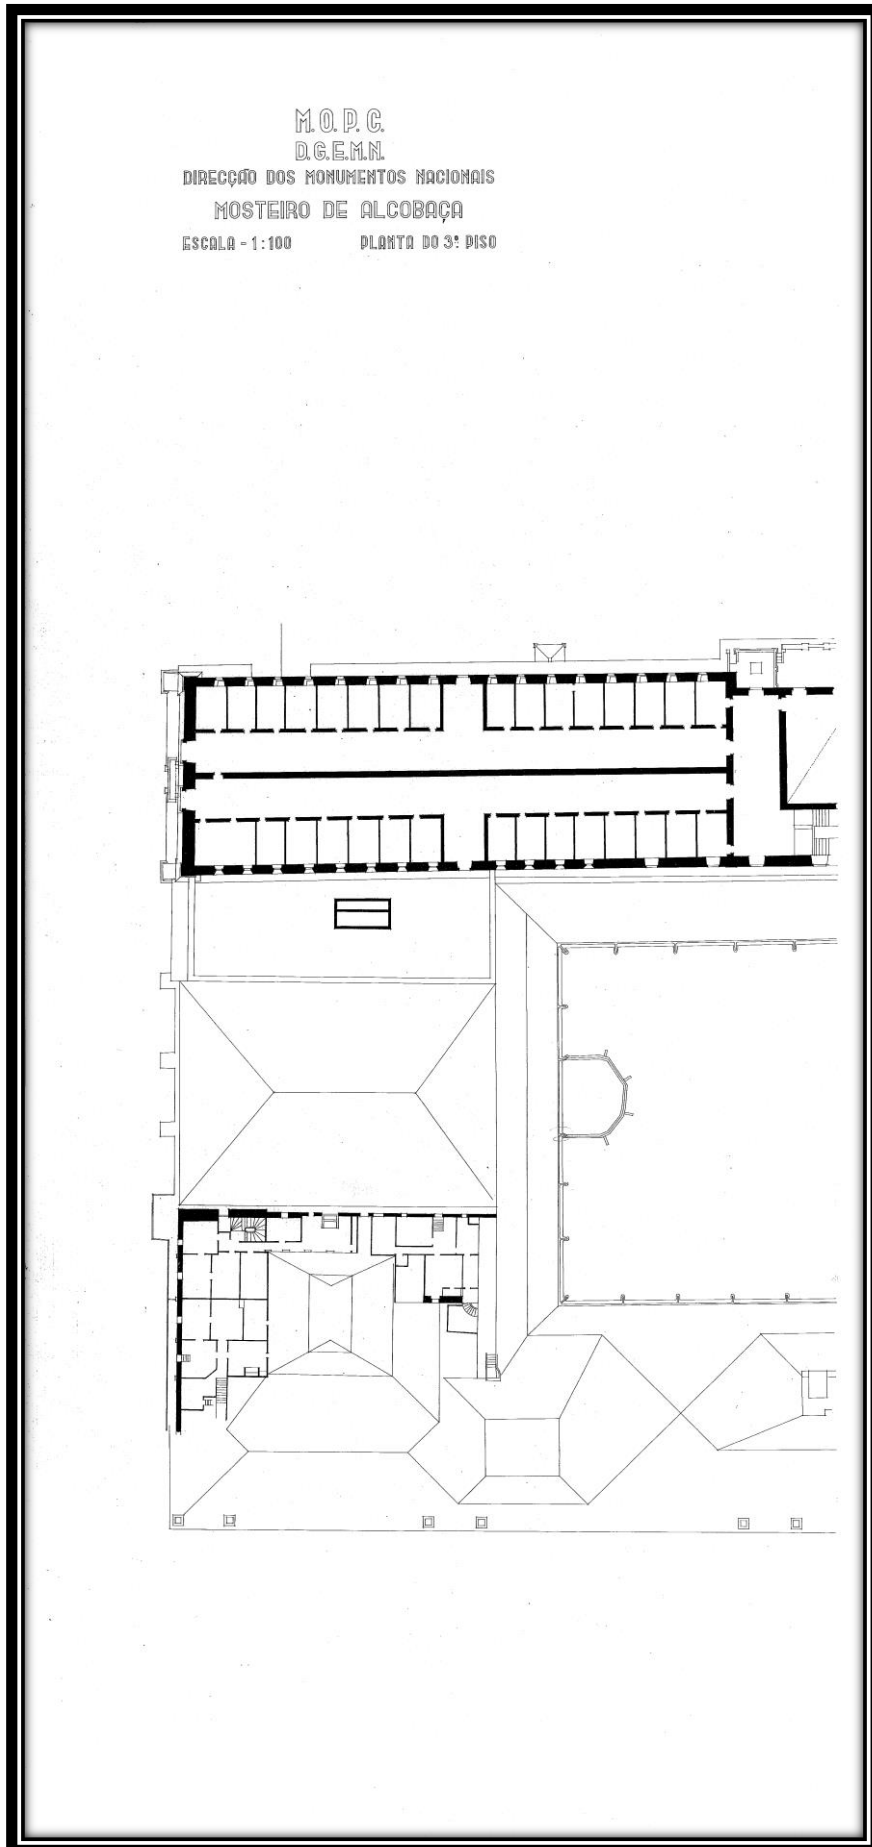 M.O.P.C.
D.G.E.M.N.
DIRECÇÃO DOS MONUMENTOS NACIONAIS
MOSTEIRO DE ALCOBAÇA
ESCALA - 1:100 PLANTA DO 3º PISO